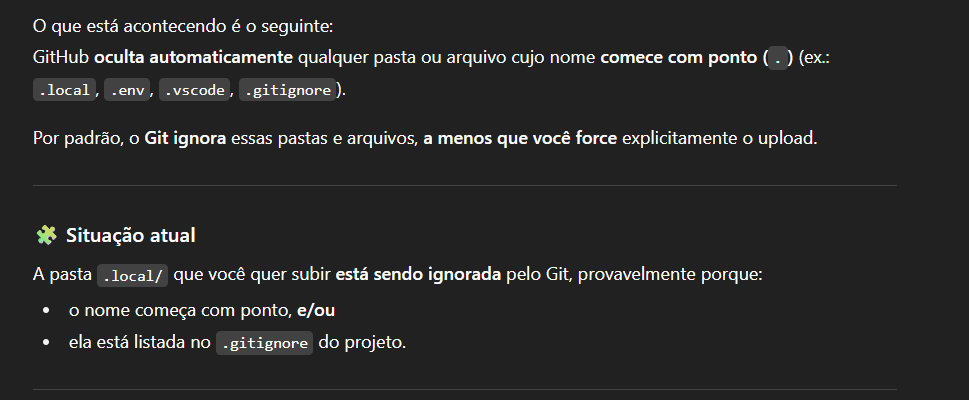 O que está acontecendo é o seguinte:
GitHub oculta automaticamente qualquer pasta ou arquivo cujo nome comece com ponto (.) (ex.:
.local, .env, .vscode, .gitignore).
Por padrão, o Git ignora essas pastas e arquivos, a menos que você force explicitamente o upload.
🧩 Situação atual
A pasta .local/ que você quer subir está sendo ignorada pelo Git, provavelmente porque:
• o nome começa com ponto, e/ou
• ela está listada no .gitignore do projeto.